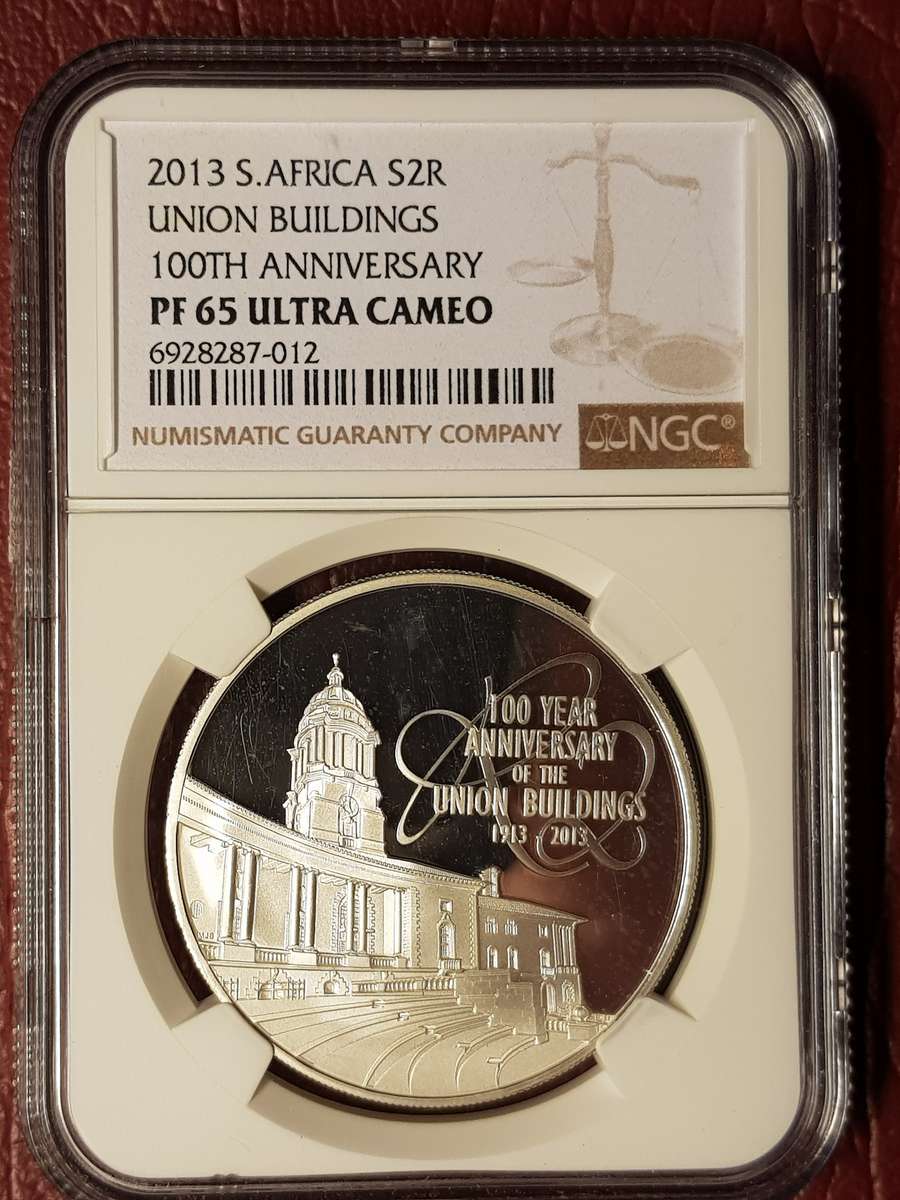 2013 S.AFRICA S2R
UNION BUILDINGS
100TH ANNIVERSARY
PF 65 ULTRA CAMEO
6928287-012
NUMISMATIC GUARANTY COMPANY
NGC®
100 YEAR
ANNIVERSARY
OF THE
UNION BUILDINGS
1913 2013
MJS